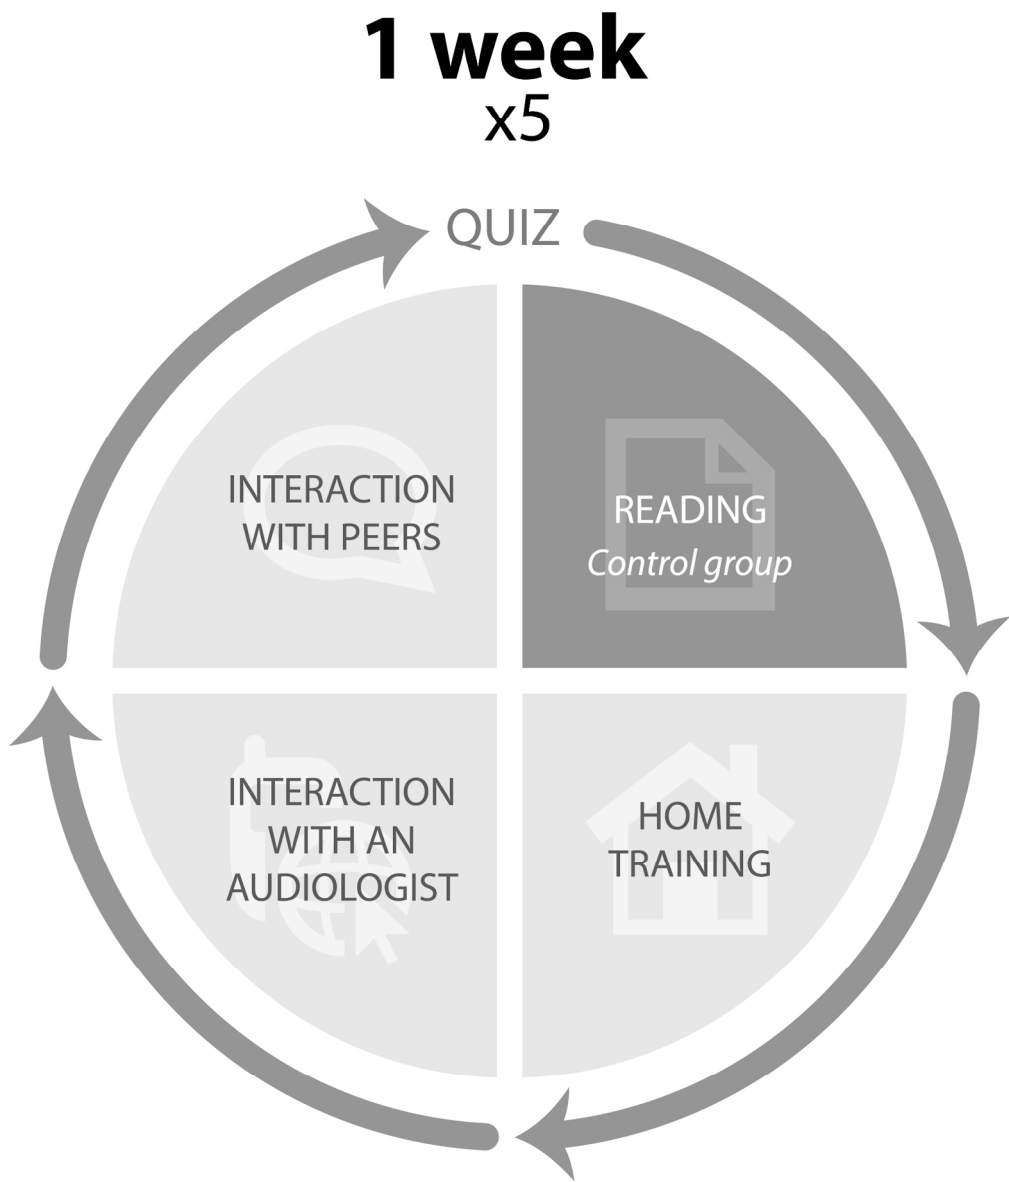 1 week
x5
QUIZ
INTERACTION
WITH PEERS
READING
Control group
INTERACTION
WITH AN
AUDIOLOGIST
HOME
TRAINING